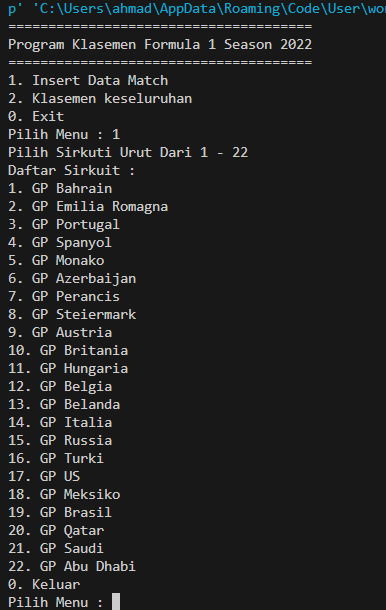 p' 'C:\Users\ahmad\AppData\Roaming\Code\User\wo
======================================
Program Klasemen Formula 1 Season 2022
======================================
1. Insert Data Match
2. Klasemen keseluruhan
0. Exit
Pilih Menu : 1
Pilih Sirkuti Urut Dari 1 - 22
Daftar Sirkuit :
1. GP Bahrain
2. GP Emilia Romagna
3. GP Portugal
4. GP Spanyol
5. GP Monako
6. GP Azerbaijan
7. GP Perancis
8. GP Steiermark
9. GP Austria
10. GP Britania
11. GP Hungaria
12. GP Belgia
13. GP Belanda
14. GP Italia
15. GP Russia
16. GP Turki
17. GP US
18. GP Meksiko
19. GP Brasil
20. GP Qatar
21. GP Saudi
22. GP Abu Dhabi
0. Keluar
Pilih Menu :